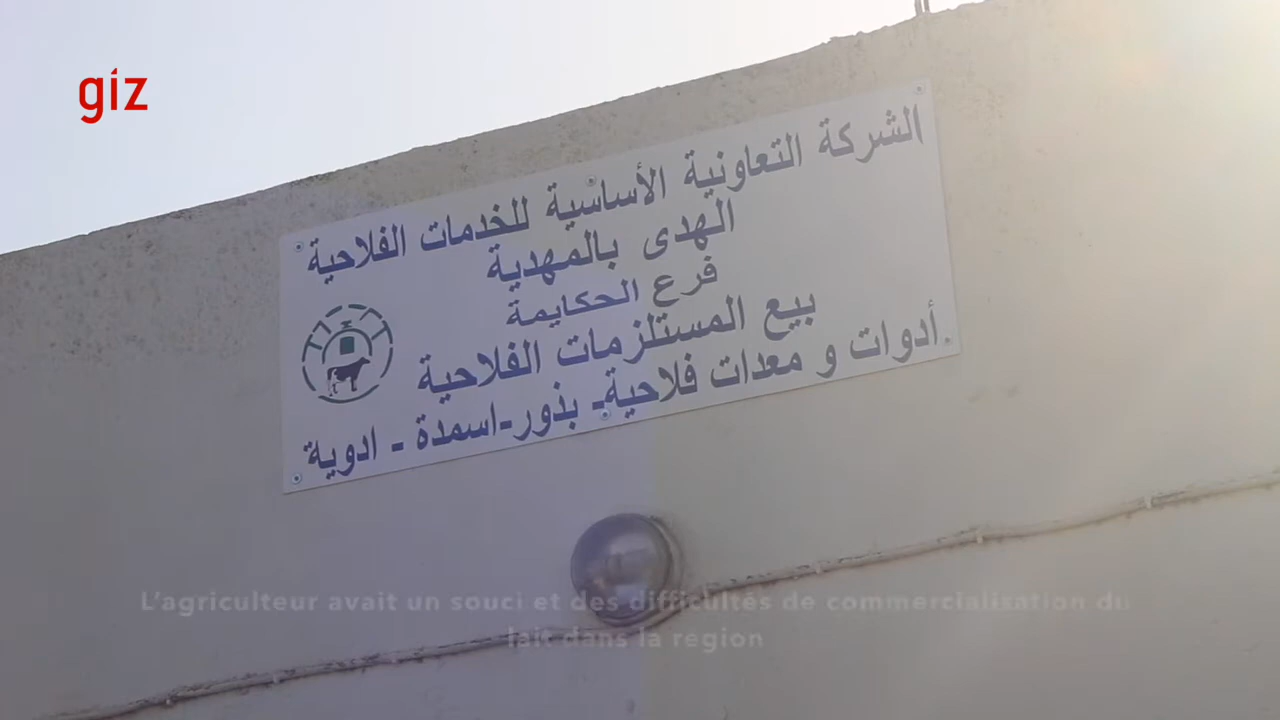 giz
الشركة التعاونية الأساسية للخدمات الفلاحية
الهدى بالمهدية
فرع الحكايمة
بيع المستلزمات الفلاحية
أدوات و معدات فلاحية- بذور-اسمدة - ادوية
L'agriculteur avait un souci et des difficultés de commercialisation du
lait dans la région